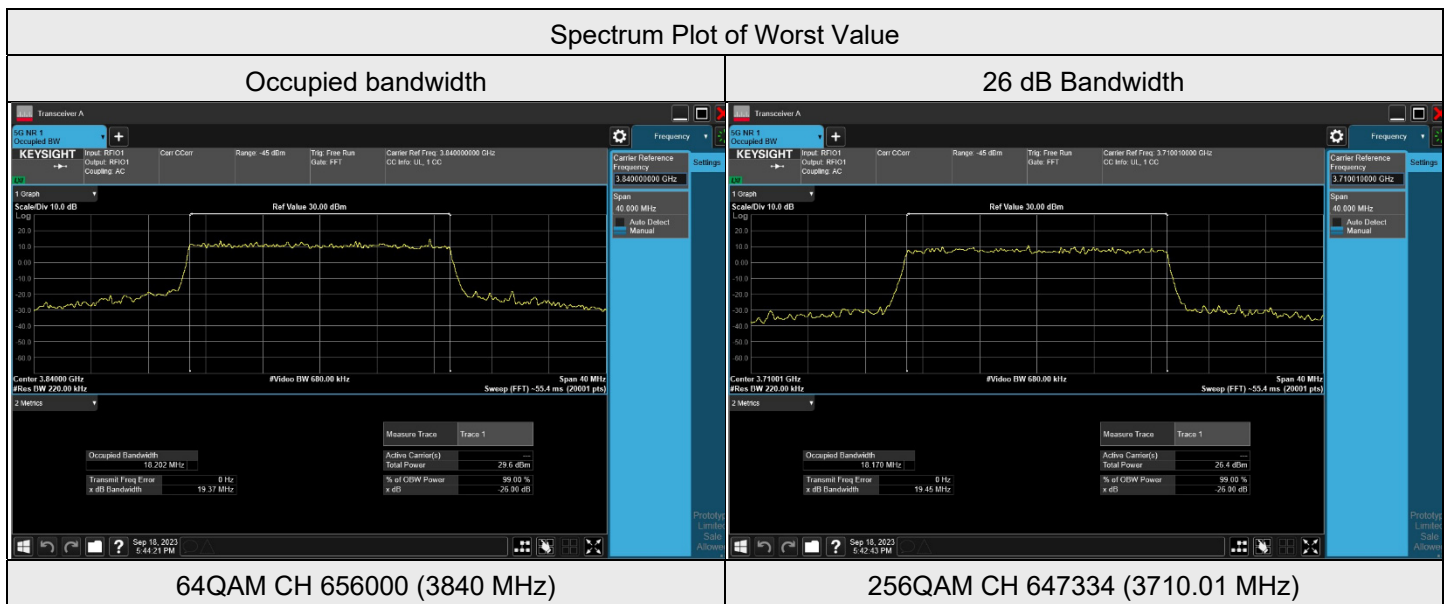 Spectrum Plot of Worst Value
Occupied bandwidth
26 dB Bandwidth
Transceiver A
5G NR 1
Occupied BW
+
Frequency
KEYSIGHT
Input: RFIO1
Output: RFIO1
Coupling: AC
Corr CCorr
Range: -45 dBm
Trig: Free Run
Gate: FFT
Carrier Ref Freq: 3.840000000 GHz
CC Info: UL, 1 CC
Carrier Reference
Frequency
3.840000000 GHz
Settings
Span
40.000 MHz
Auto Detect
Manual
1 Graph
Scale/Div 10.0 dB
Ref Value 30.00 dBm
Log
20.0
10.0
0.00
-10.0
-20.0
-30.0
-40.0
-50.0
-60.0
Center 3.84000 GHz
#Video BW 680.00 kHz
Span 40 MHz
#Res BW 220.00 kHz
Sweep (FFT) ~55.4 ms (20001 pts)
2 Metrics
Measure Trace
Trace 1
Occupied Bandwidth
18.202 MHz
Active Carrier(s)
---
Total Power
29.6 dBm
Transmit Freq Error
0 Hz
x dB Bandwidth
19.37 MHz
% of OBW Power
99.00 %
x dB
-26.00 dB
Sep 18, 2023
5:44:21 PM
Prototyp
Limited
Sale
Allowe
Transceiver A
5G NR 1
Occupied BW
+
Frequency
KEYSIGHT
Input: RFIO1
Output: RFIO1
Coupling: AC
Corr CCorr
Range: -45 dBm
Trig: Free Run
Gate: FFT
Carrier Ref Freq: 3.710010000 GHz
CC Info: UL, 1 CC
Carrier Reference
Frequency
3.710010000 GHz
Settings
Span
40.000 MHz
Auto Detect
Manual
1 Graph
Scale/Div 10.0 dB
Ref Value 30.00 dBm
Log
20.0
10.0
0.00
-10.0
-20.0
-30.0
-40.0
-50.0
-60.0
Center 3.71001 GHz
#Video BW 680.00 kHz
Span 40 MHz
#Res BW 220.00 kHz
Sweep (FFT) ~55.4 ms (20001 pts)
2 Metrics
Measure Trace
Trace 1
Occupied Bandwidth
18.170 MHz
Active Carrier(s)
---
Total Power
26.4 dBm
Transmit Freq Error
0 Hz
x dB Bandwidth
19.45 MHz
% of OBW Power
99.00 %
x dB
-26.00 dB
Sep 18, 2023
5:42:43 PM
Prototyp
Limited
Sale
Allowe
64QAM CH 656000 (3840 MHz)
256QAM CH 647334 (3710.01 MHz)